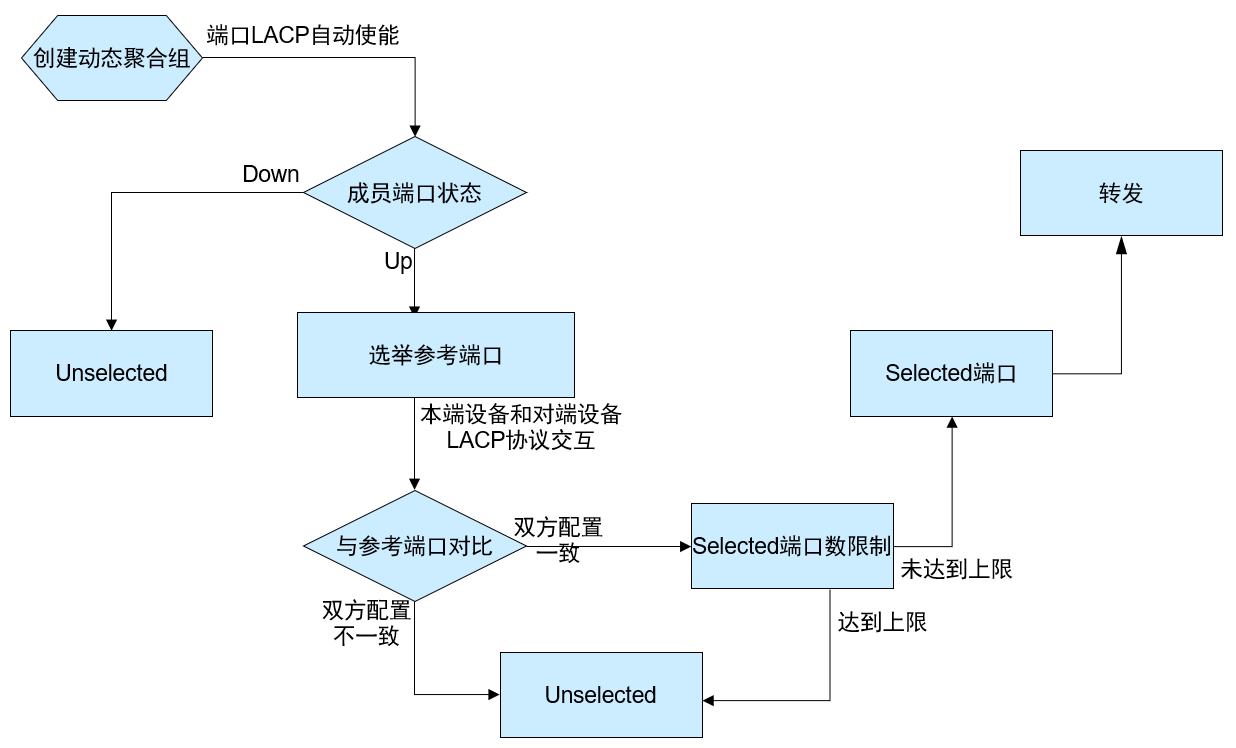 创建动态聚合组
端口LACP自动使能
Down
成员端口状态
转发
Up
Unselected
选举参考端口
Selected端口
本端设备和对端设备
LACP协议交互
与参考端口对比
双方配置
一致
Selected端口数限制
未达到上限
双方配置
不一致
达到上限
Unselected